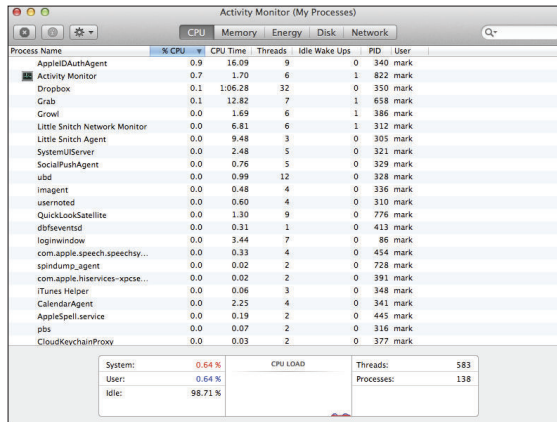 Activity Monitor (My Processes)
CPU Memory Energy Disk Network
Process Name % CPU CPU Time Threads Idle Wake Ups PID User
AppleIDAuthAgent 0.9 16.09 9 0 340 mark
Activity Monitor 0.7 1.70 6 1 822 mark
Dropbox 0.1 1:06.28 32 0 350 mark
Grab 0.1 12.82 7 1 658 mark
Growl 0.0 1.69 6 1 386 mark
Little Snitch Network Monitor 0.0 6.81 6 1 312 mark
Little Snitch Agent 0.0 9.48 3 0 305 mark
SystemUIServer 0.0 2.48 5 0 321 mark
SocialPushAgent 0.0 0.76 5 0 329 mark
ubd 0.0 0.99 12 0 328 mark
imagent 0.0 0.48 4 0 336 mark
usernoted 0.0 0.60 4 0 310 mark
QuickLookSatellite 0.0 1.30 9 0 776 mark
dbfseventsd 0.0 0.31 1 0 413 mark
loginwindow 0.0 3.44 7 0 86 mark
com.apple.speech.speechsy... 0.0 0.33 4 0 454 mark
spindump_agent 0.0 0.02 2 0 728 mark
com.apple.hiservices-xpcse... 0.0 0.02 2 0 391 mark
iTunes Helper 0.0 0.06 3 0 348 mark
CalendarAgent 0.0 2.25 4 0 341 mark
AppleSpell.service 0.0 0.19 2 0 445 mark
pbs 0.0 0.07 2 0 316 mark
CloudKeychainProxy 0.0 0.03 2 0 377 mark
System: 0.64 % CPU LOAD Threads: 583
User: 0.64 % Processes: 138
Idle: 98.71 %